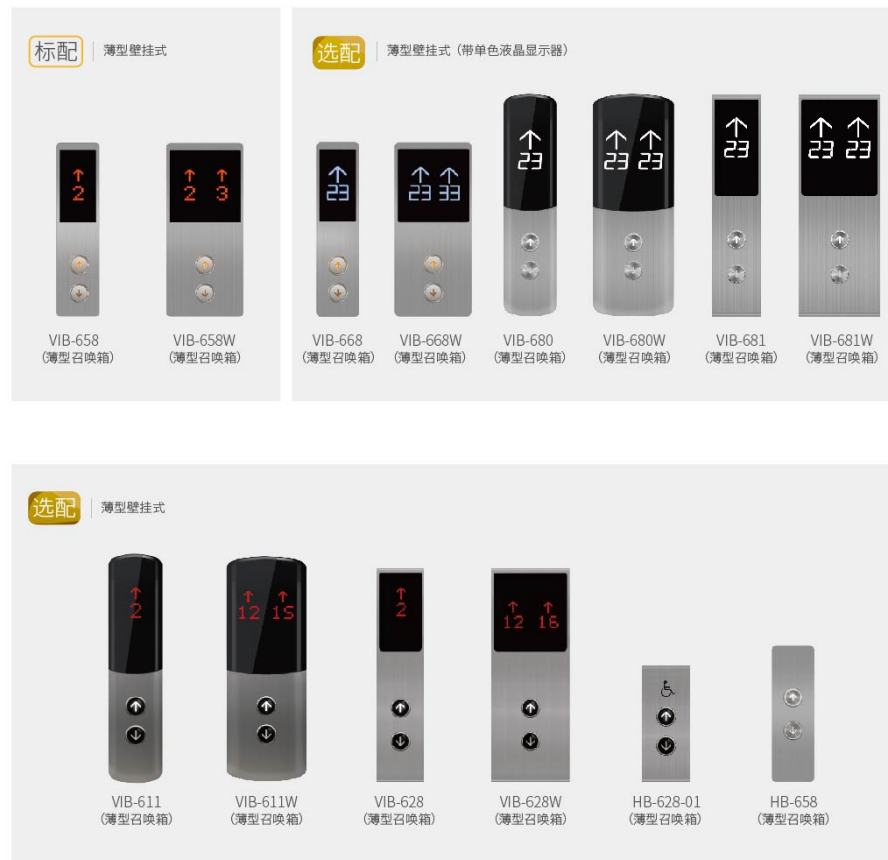 标配 薄型壁挂式
选配 薄型壁挂式（带单色液晶显示器）
2
2 3
23
23 33
23
23 23
23
23 23
VIB-658
(薄型召唤箱)
VIB-658W
(薄型召唤箱)
VIB-668
(薄型召唤箱)
VIB-668W
(薄型召唤箱)
VIB-680
(薄型召唤箱)
VIB-680W
(薄型召唤箱)
VIB-681
(薄型召唤箱)
VIB-681W
(薄型召唤箱)
选配 薄型壁挂式
2
12 15
2
12 16
VIB-611
(薄型召唤箱)
VIB-611W
(薄型召唤箱)
VIB-628
(薄型召唤箱)
VIB-628W
(薄型召唤箱)
HB-628-01
(薄型召唤箱)
HB-658
(薄型召唤箱)